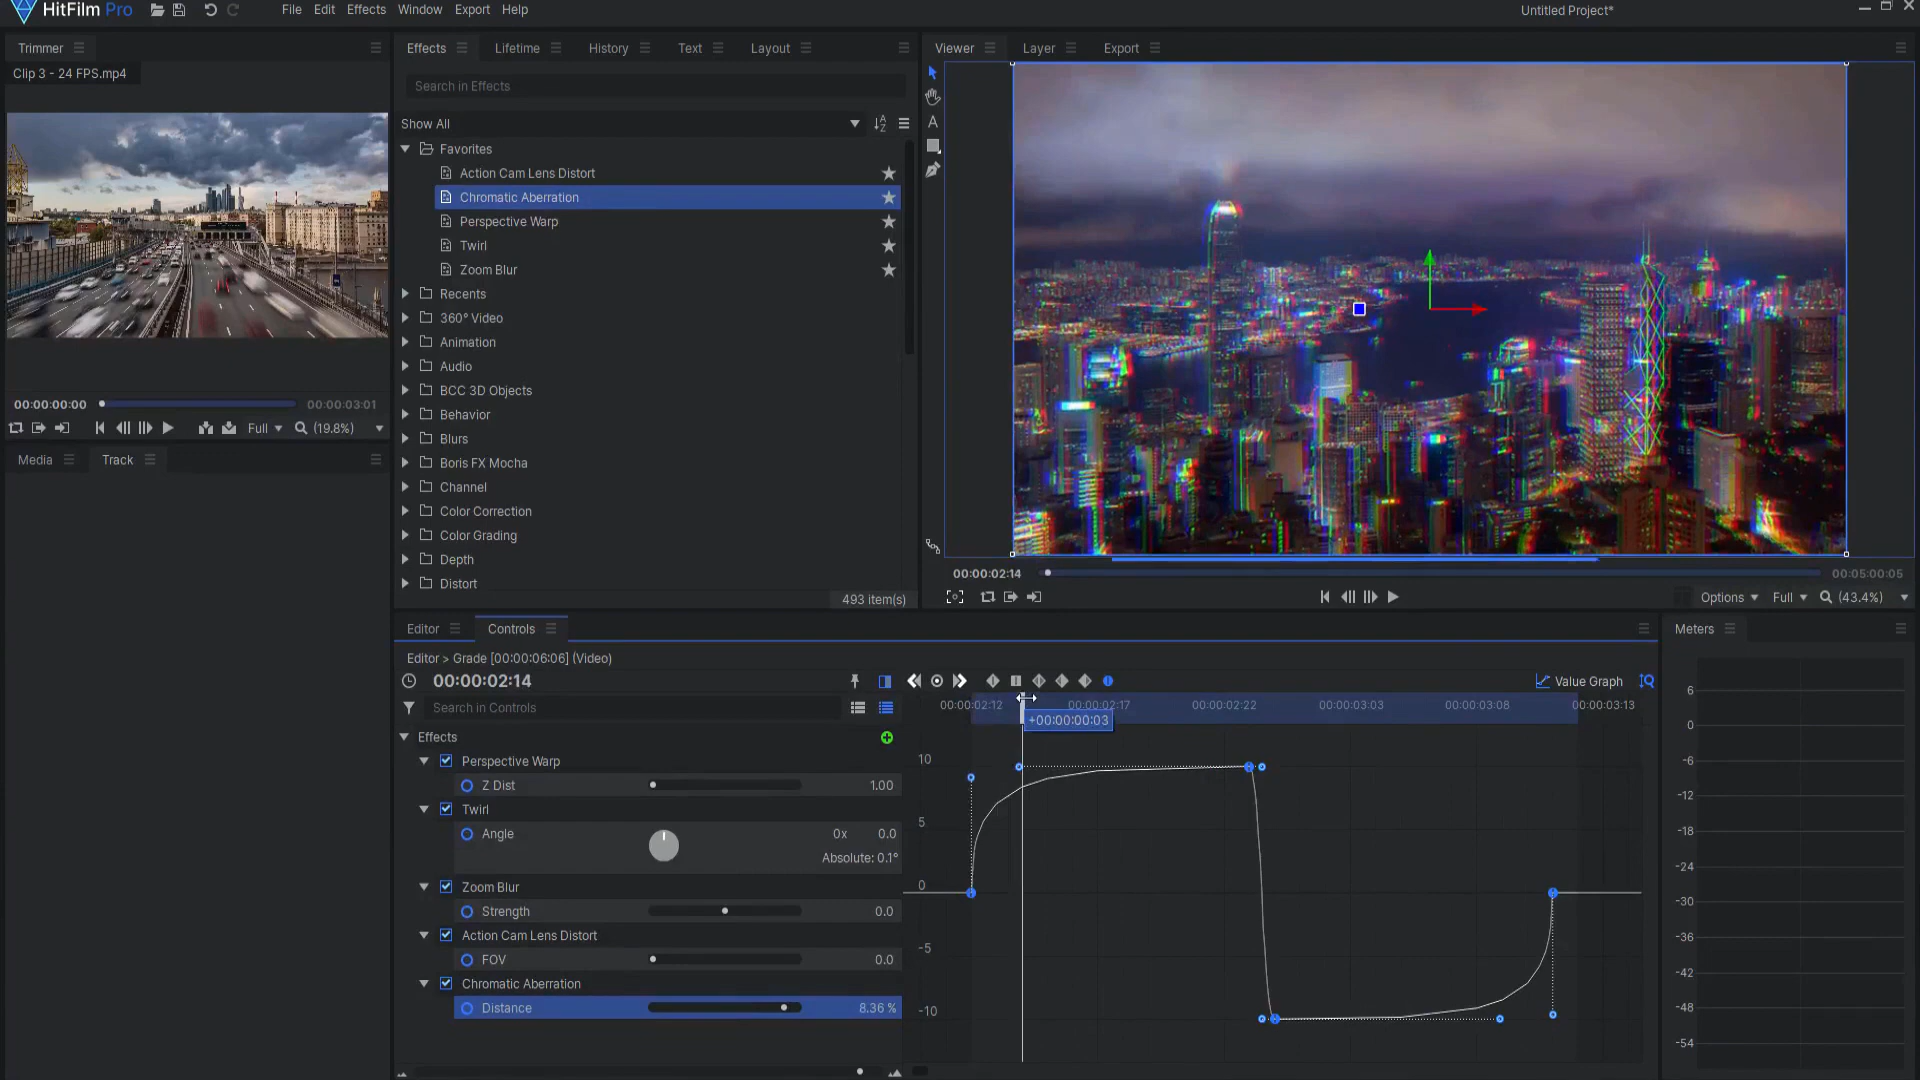 HitFilm Pro
File Edit Effects Window Export Help
Untitled Project*
Trimmer
Clip 3 - 24 FPS.mp4
00:00:00:00
00:00:03:01
Full
(19.8%)
Media
Track
Effects
Lifetime
History
Text
Layout
Search in Effects
Show All
Favorites
Action Cam Lens Distort
Chromatic Aberration
Perspective Warp
Twirl
Zoom Blur
Recents
360° Video
Animation
Audio
BCC 3D Objects
Behavior
Blurs
Boris FX Mocha
Channel
Color Correction
Color Grading
Depth
Distort
493 item(s)
Viewer
Layer
Export
A
00:00:02:14
00:05:00:05
Options
Full
(43.4%)
Editor
Controls
Editor > Grade [00:00:06:06] (Video)
00:00:02:14
Value Graph
Search in Controls
00:00:02:12
00:00:02:17
00:00:02:22
00:00:03:03
00:00:03:08
00:00:03:13
+00:00:00:03
Effects
Perspective Warp
Z Dist
1.00
Twirl
Angle
0x 0.0
Absolute: 0.1°
Zoom Blur
Strength
0.0
Action Cam Lens Distort
FOV
0.0
Chromatic Aberration
Distance
8.36 %
10
5
0
-5
-10
Meters
6
0
-6
-12
-18
-24
-30
-36
-42
-48
-54